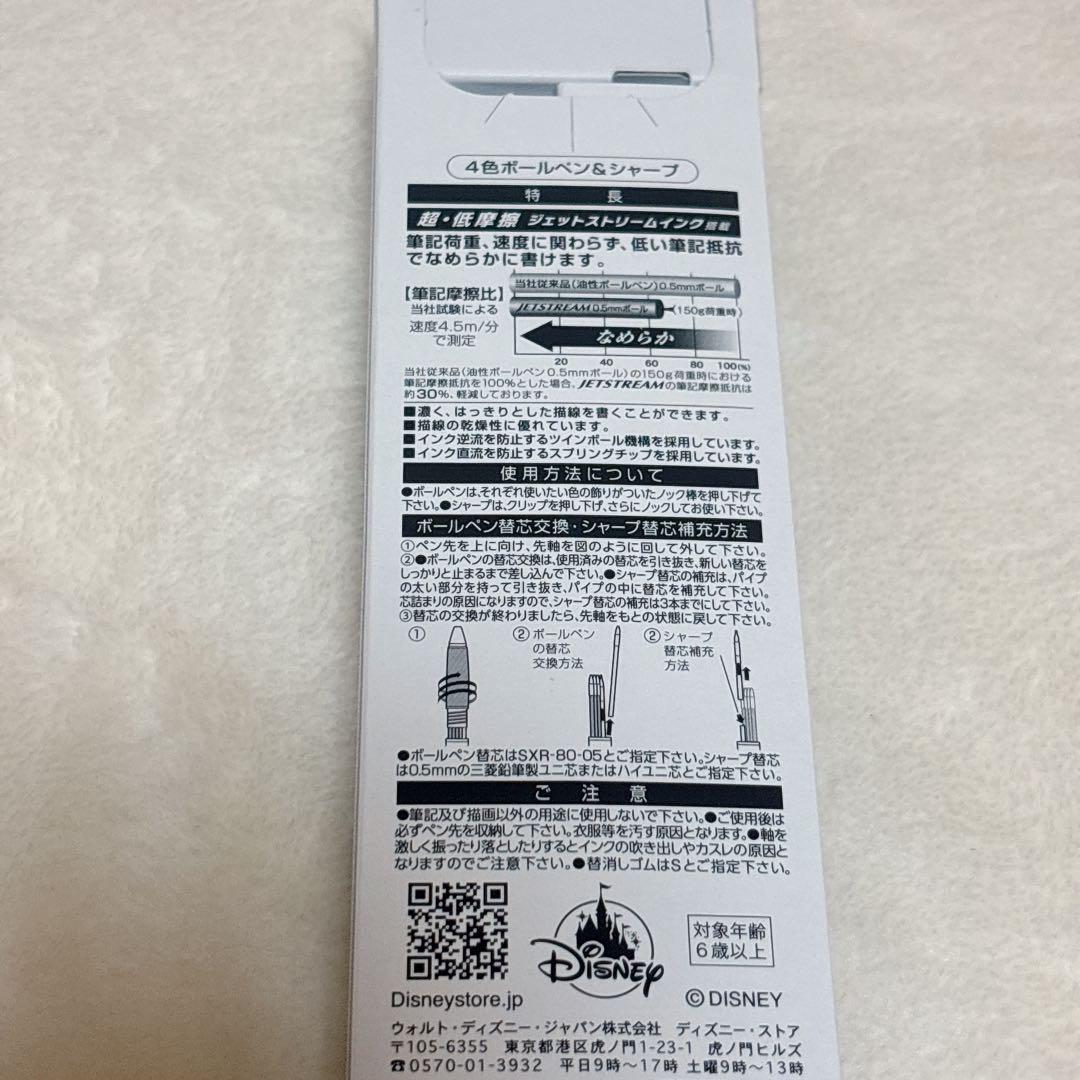 4色ボールペン&シャープ
特 長
超・低摩擦 ジェットストリームインク搭載
筆記荷重、速度に関わらず、低い筆記抵抗
でなめらかに書けます。
【筆記摩擦比】
当社試験による
速度4.5m/分
で測定
当社従来品(油性ボールペン)0.5mmボール
JETSTREAM 0.5mmボール
(150g荷重時)
なめらか
20 40 60 80 100(%)
当社従来品(油性ボールペン0.5mmボール)の150g荷重時における
筆記摩擦抵抗を100%とした場合、JETSTREAMの筆記摩擦抵抗は
約30%、軽減しております。
■濃く、はっきりとした描線を書くことができます。
■描線の乾燥性に優れています。
■インク逆流を防止するツインボール機構を採用しています。
■インク直流を防止するスプリングチップを採用しています。
使用方法について
●ボールペンは、それぞれ使いたい色の飾りがついたノック棒を押し下げて
下さい。●シャープは、クリップを押し下げ、さらにノックしてお使い下さい。
ボールペン替芯交換・シャープ替芯補充方法
①ペン先を上に向け、先軸を図のように回して外して下さい。
②●ボールペンの替芯交換は、使用済みの替芯を引き抜き、新しい替芯を
しっかりと止まるまで差し込んで下さい。●シャープ替芯の補充は、パイプ
の太い部分を持って引き抜き、パイプの中に替芯を補充して下さい。
芯詰まりの原因になりますので、シャープ替芯の補充は3本までにして下さい。
③替芯の交換が終わりましたら、先軸をもとの状態に戻して下さい。
①
②ボールペン
の替芯
交換方法
②シャープ
替芯補充
方法
●ボールペン替芯はSXR-80-05とご指定下さい。シャープ替芯
は0.5mmの三菱鉛筆製ユニ芯またはハイユニ芯とご指定下さい。
ご 注 意
●筆記及び描画以外の用途に使用しないで下さい。●ご使用後は
必ずペン先を収納して下さい。衣服等を汚す原因となります。●軸を
激しく振ったり落としたりするとインクの吹き出しやカスレの原因と
なりますのでご注意下さい。●替消しゴムはSとご指定下さい。
Disneystore.jp
DISNEY
対象年齢
6歳以上
©DISNEY
ウォルト・ディズニー・ジャパン株式会社 ディズニー・ストア
〒105-6355 東京都港区虎ノ門1-23-1 虎ノ門ヒルズ
☎0570-01-3932 平日9時〜17時 土曜9時〜13時